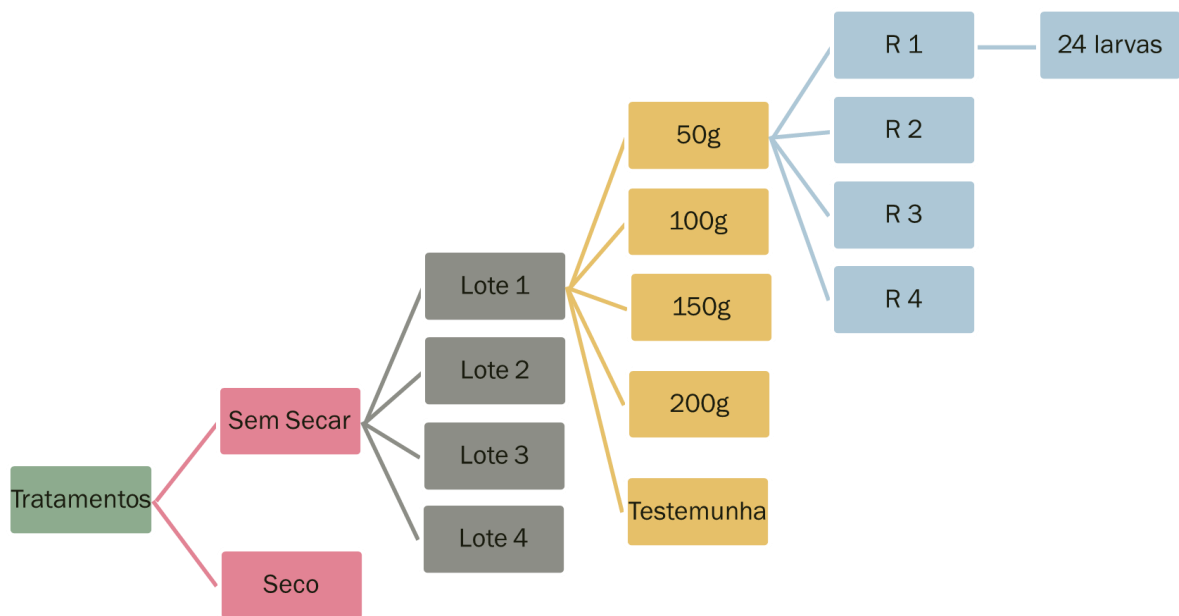 Tratamentos
Sem Secar
Seco
Lote 1
Lote 2
Lote 3
Lote 4
50g
100g
150g
200g
Testemunha
R 1
R 2
R 3
R 4
24 larvas